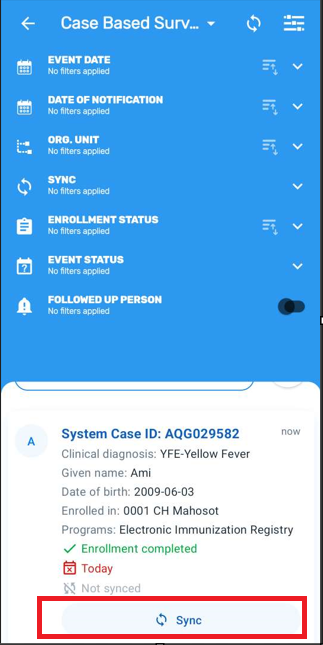 Case Based Surv...
EVENT DATE
No filters applied
DATE OF NOTIFICATION
No filters applied
ORG. UNIT
No filters applied
SYNC
No filters applied
ENROLLMENT STATUS
No filters applied
EVENT STATUS
No filters applied
FOLLOWED UP PERSON
No filters applied
A
System Case ID: AQG029582
now
Clinical diagnosis: YFE-Yellow Fever
Given name: Ami
Date of birth: 2009-06-03
Enrolled in: 0001 CH Mahosot
Programs: Electronic Immunization Registry
Enrollment completed
Today
Not synced
Sync